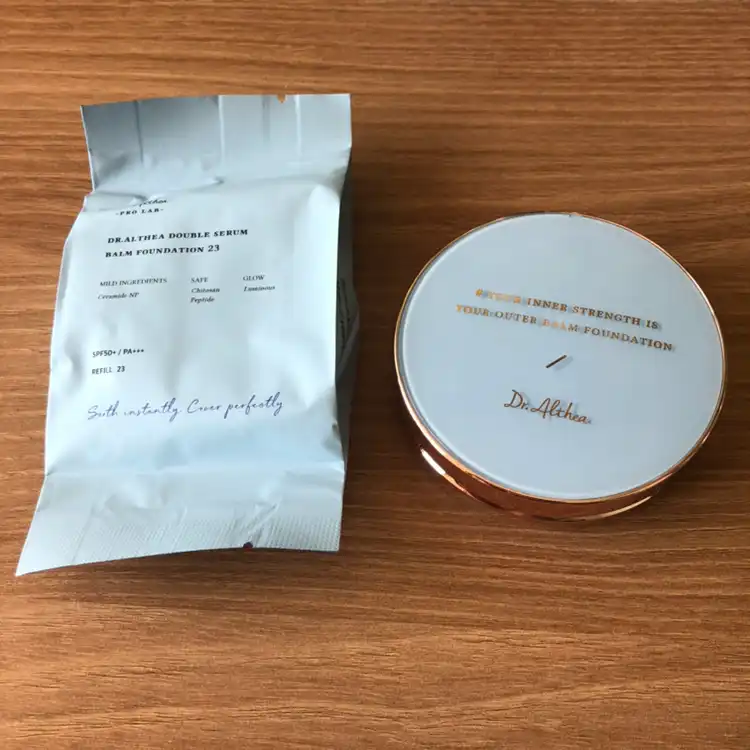 -PRO LAB-
DR.ALTHEA DOUBLE SERUM
BALM FOUNDATION 23
MILD INGREDIENTS SAFE GLOW
Ceramide NP Chitosan Luminous
Peptide
SPF50+ / PA+++
REFILL 23
instantly Cover perfectly
INNER STRENGTH IS
YOUR OUTER BALM FOUNDATION
Dr.Althea